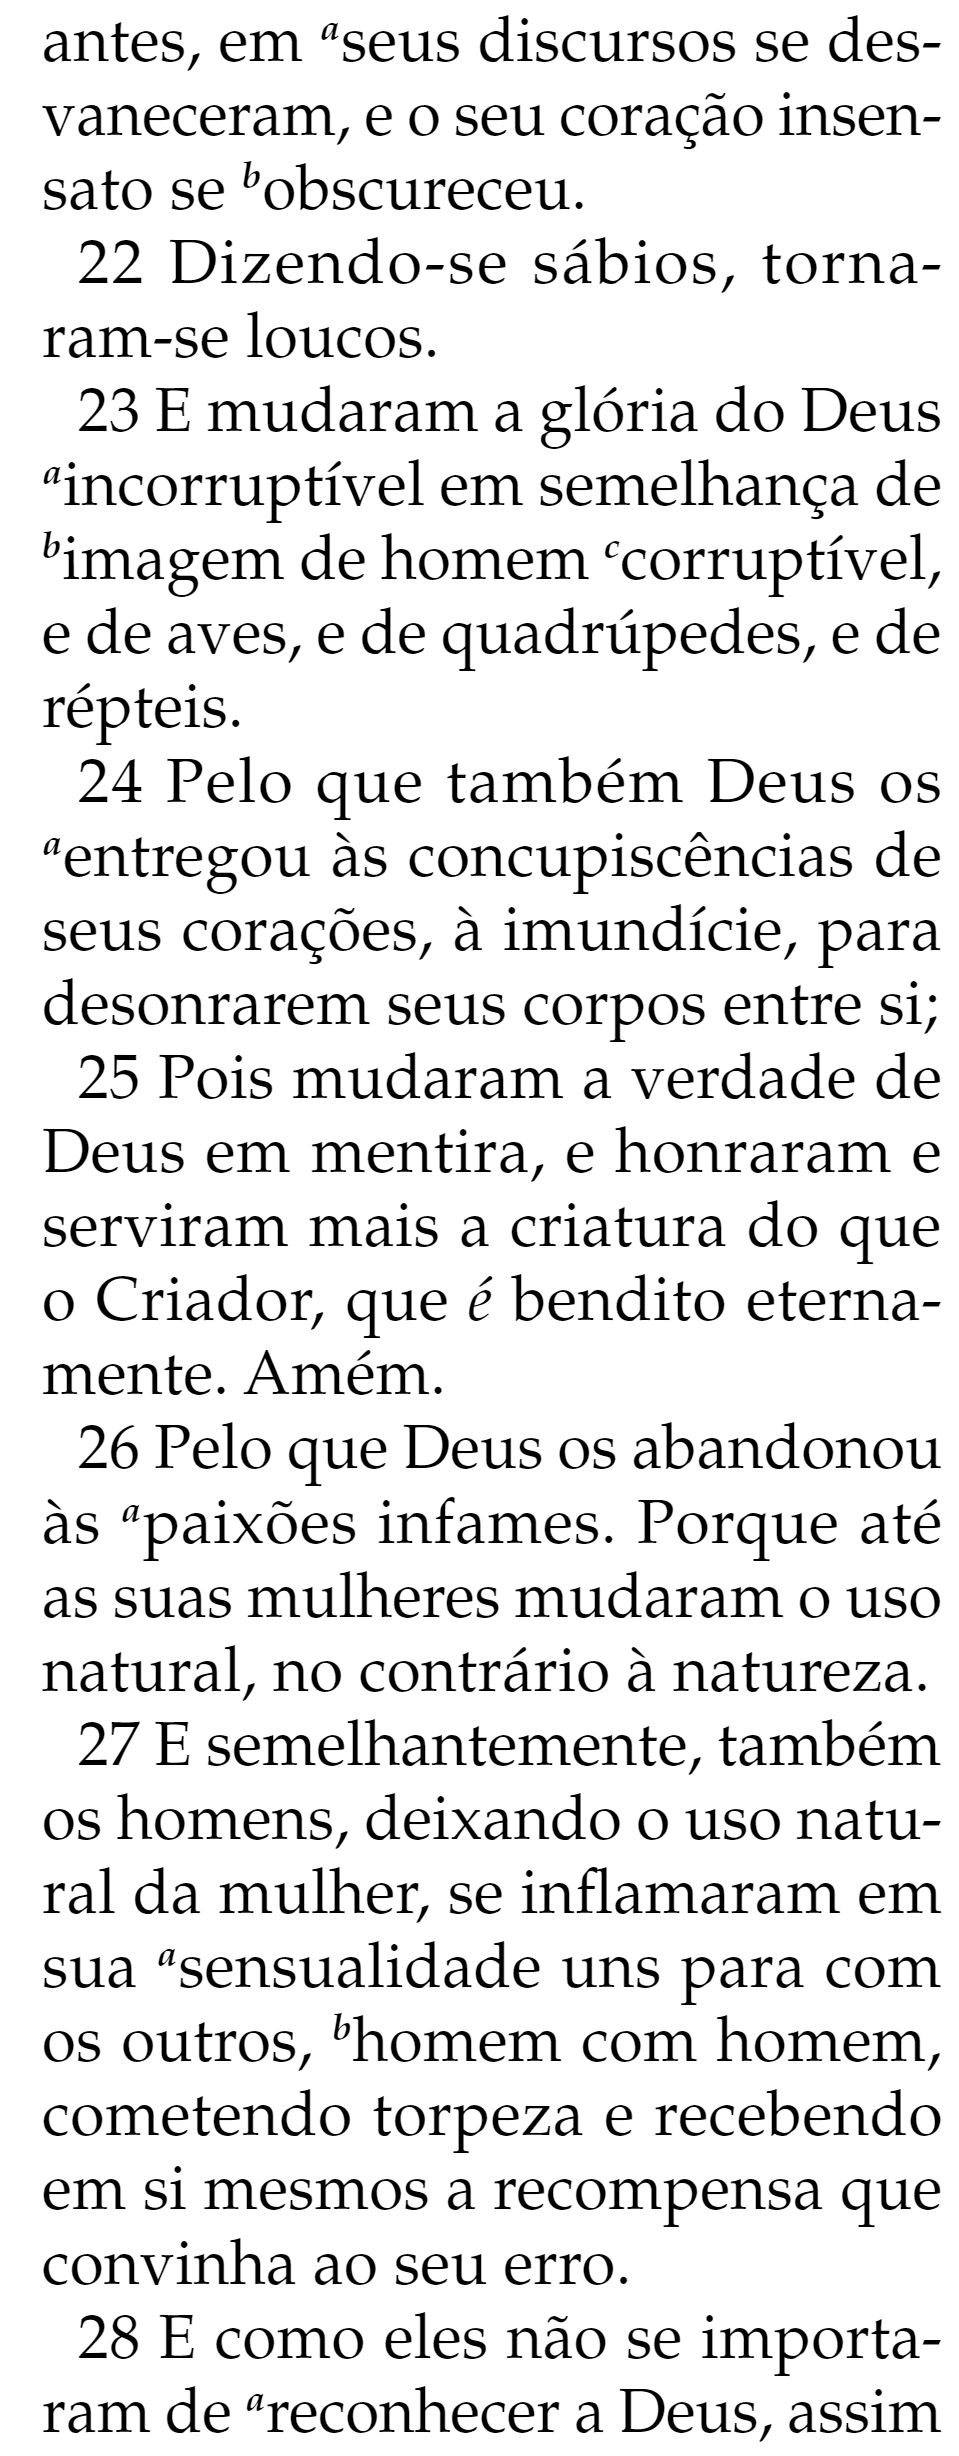 antes, em ᵃseus discursos se des-
vaneceram, e o seu coração insen-
sato se ᵇobscureceu.
22 Dizendo-se sábios, torna-
ram-se loucos.
23 E mudaram a glória do Deus
ᵃincorruptível em semelhança de
ᵇimagem de homem ᶜcorruptível,
e de aves, e de quadrúpedes, e de
répteis.
24 Pelo que também Deus os
ᵃentregou às concupiscências de
seus corações, à imundície, para
desonrarem seus corpos entre si;
25 Pois mudaram a verdade de
Deus em mentira, e honraram e
serviram mais a criatura do que
o Criador, que é bendito eterna-
mente. Amém.
26 Pelo que Deus os abandonou
às ᵃpaixões infames. Porque até
as suas mulheres mudaram o uso
natural, no contrário à natureza.
27 E semelhantemente, também
os homens, deixando o uso natu-
ral da mulher, se inflamaram em
sua ᵃsensualidade uns para com
os outros, ᵇhomem com homem,
cometendo torpeza e recebendo
em si mesmos a recompensa que
convinha ao seu erro.
28 E como eles não se importa-
ram de ᵃreconhecer a Deus, assim